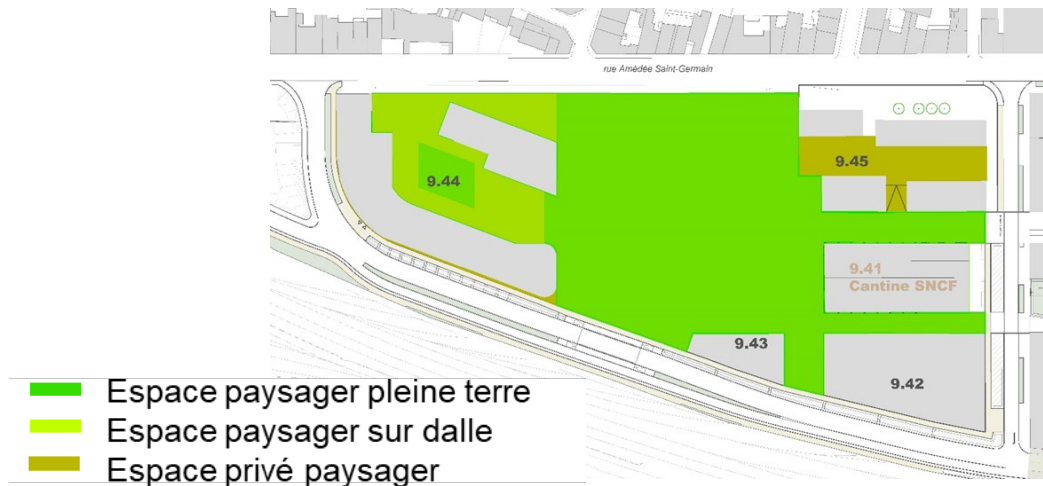 rue Amédée Saint-Germain
9.45
9.44
9.41
Cantine SNCF
9.43
9.42
Espace paysager pleine terre
Espace paysager sur dalle
Espace privé paysager